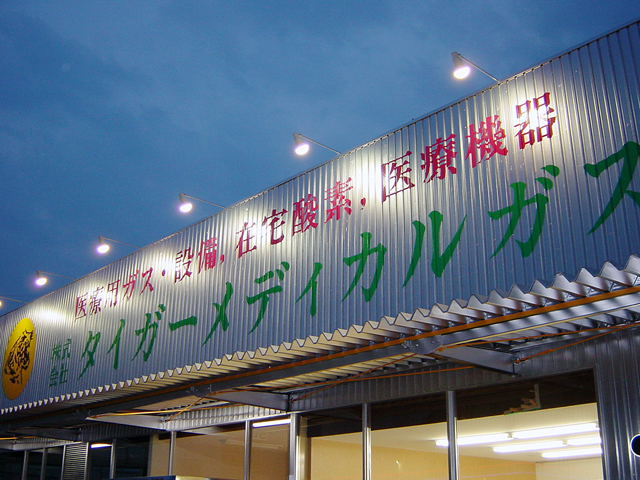 医療用ガス・設備,在宅酸素,医療機器
株式会社
タイガーメディカルガス